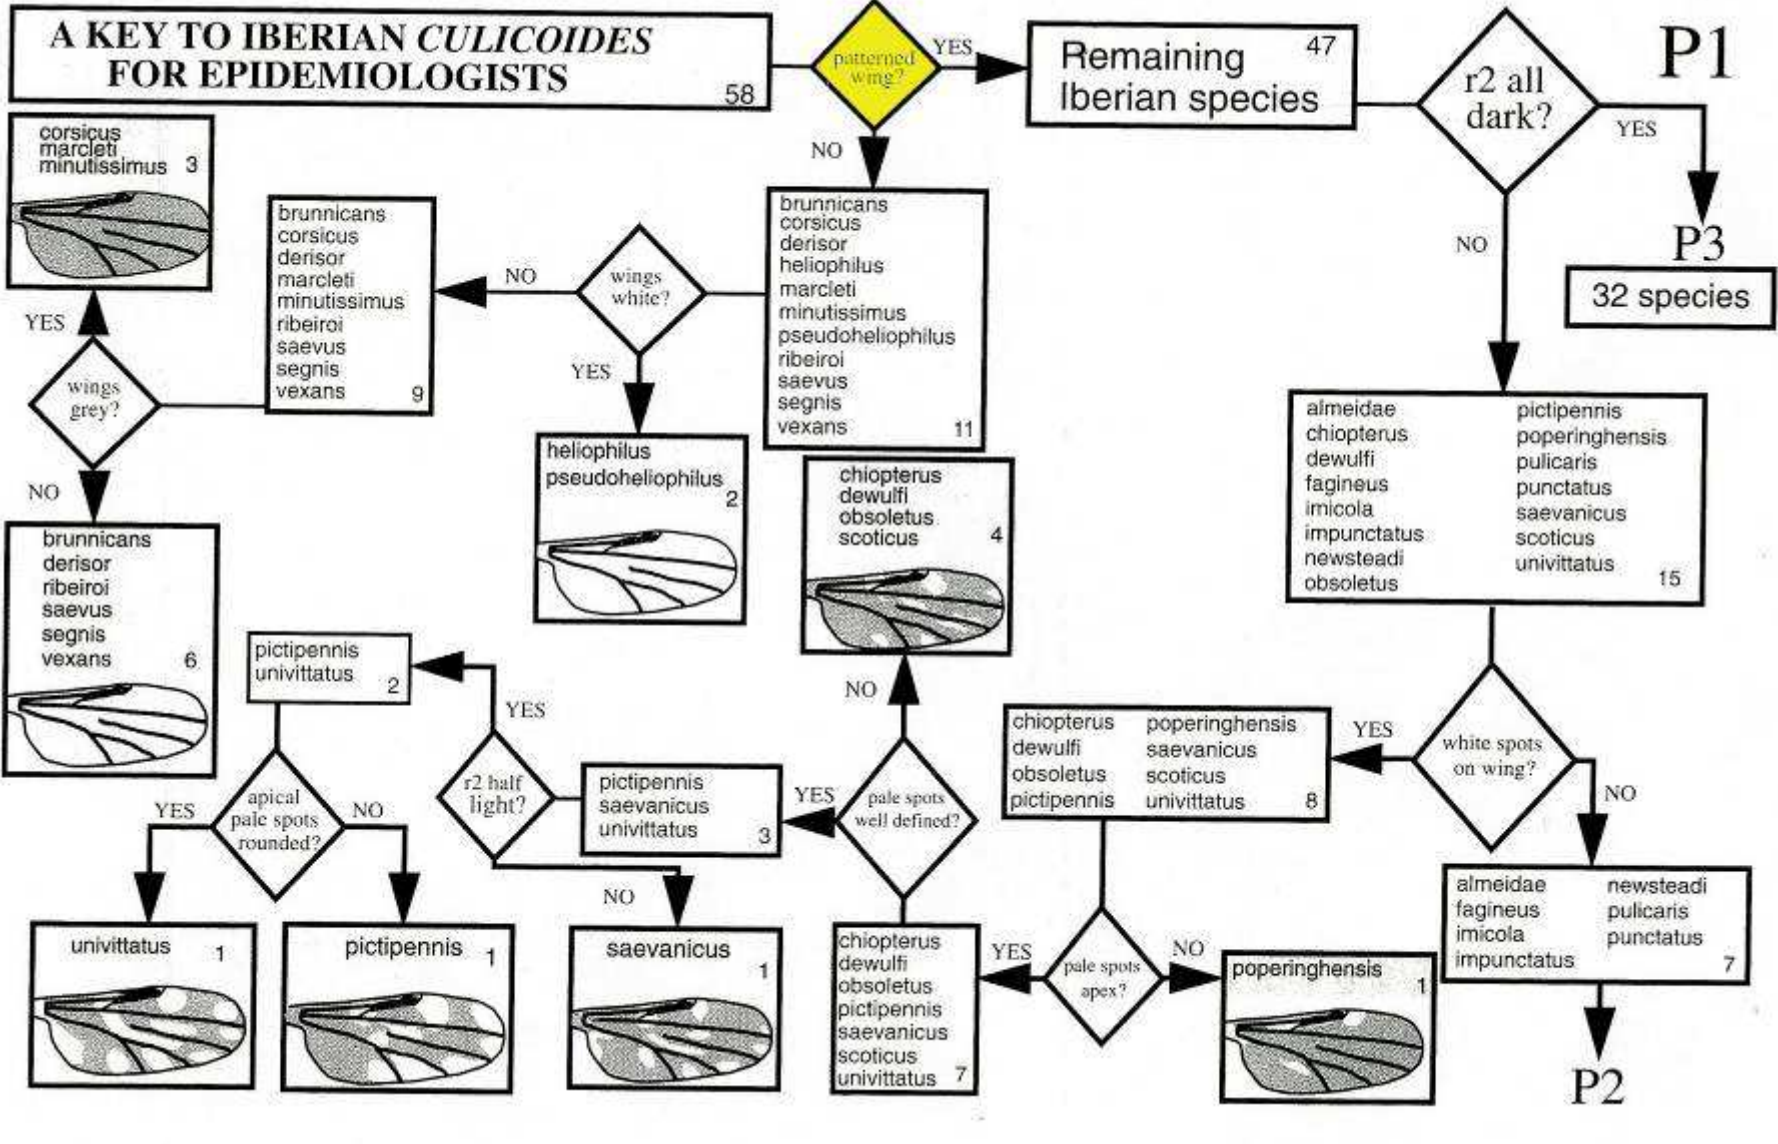 A KEY TO IBERIAN CULICOIDES
FOR EPIDEMIOLOGISTS
58
patterned
wing?
YES
NO
Remaining
Iberian species
47
r2 all
dark?
YES
NO
P1
P3
32 species
corsicus
marcleti
minutissimus 3
YES
wings
grey?
NO
brunnicans
corsicus
derisor
marcleti
minutissimus
ribeiroi
saevus
segnis
vexans 9
NO
wings
white?
YES
brunnicans
corsicus
derisor
heliophilus
marcleti
minutissimus
pseudoheliophilus
ribeiroi
saevus
segnis
vexans 11
heliophilus
pseudoheliophilus
2
brunnicans
derisor
ribeiroi
saevus
segnis
vexans 6
chiopterus
dewulfi
obsoletus
scoticus 4
almeidae pictipennis
chiopterus poperinghensis
dewulfi pulicaris
fagineus punctatus
imicola saevanicus
impunctatus scoticus
newsteadi univittatus
obsoletus 15
white spots
on wing?
YES
NO
chiopterus poperinghensis
dewulfi saevanicus
obsoletus scoticus
pictipennis univittatus 8
almeidae newsteadi
fagineus pulicaris
imicola punctatus
impunctatus 7
P2
pale spots
apex?
YES
NO
poperinghensis
1
chiopterus
dewulfi
obsoletus
pictipennis
saevanicus
scoticus
univittatus 7
pale spots
well defined?
NO
YES
pictipennis
saevanicus
univittatus 3
r2 half
light?
YES
NO
pictipennis
univittatus
2
apical
pale spots
rounded?
YES
NO
univittatus 1
pictipennis 1
saevanicus
1